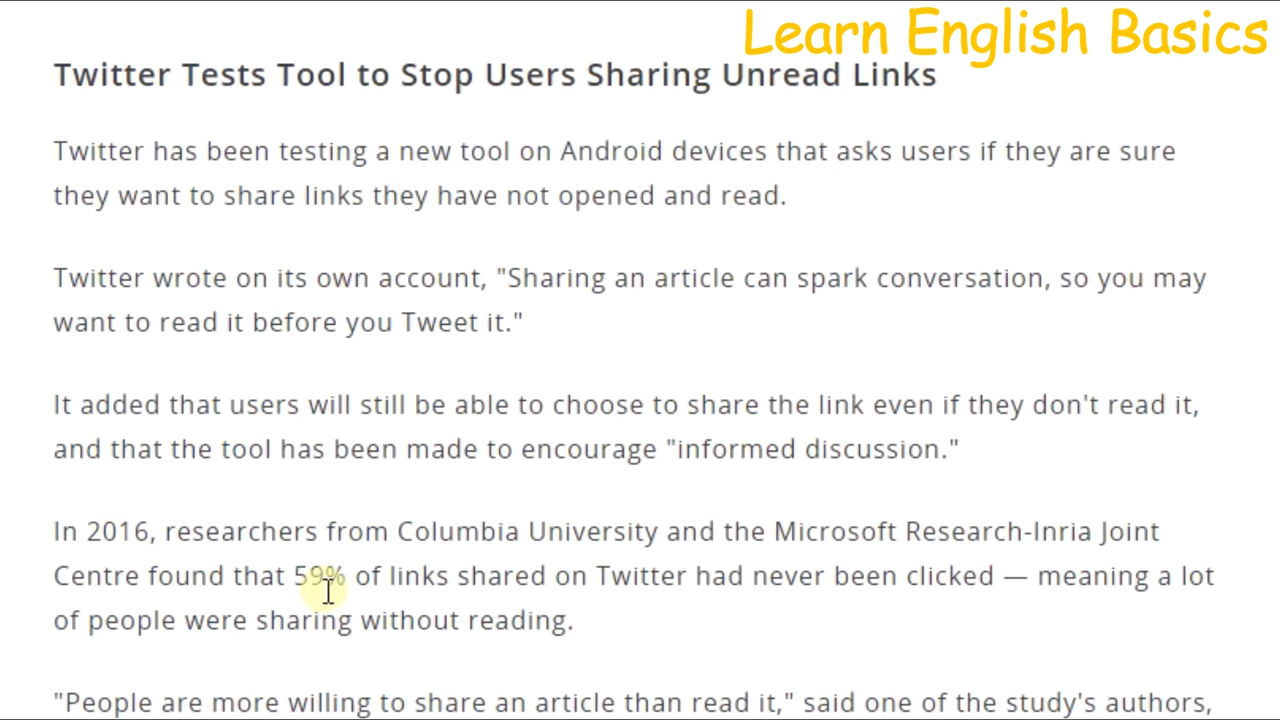 Learn English Basics
Twitter Tests Tool to Stop Users Sharing Unread Links
Twitter has been testing a new tool on Android devices that asks users if they are sure
they want to share links they have not opened and read.
Twitter wrote on its own account, "Sharing an article can spark conversation, so you may
want to read it before you Tweet it."
It added that users will still be able to choose to share the link even if they don't read it,
and that the tool has been made to encourage "informed discussion."
In 2016, researchers from Columbia University and the Microsoft Research-Inria Joint
Centre found that 59% of links shared on Twitter had never been clicked — meaning a lot
of people were sharing without reading.
"People are more willing to share an article than read it," said one of the study's authors,